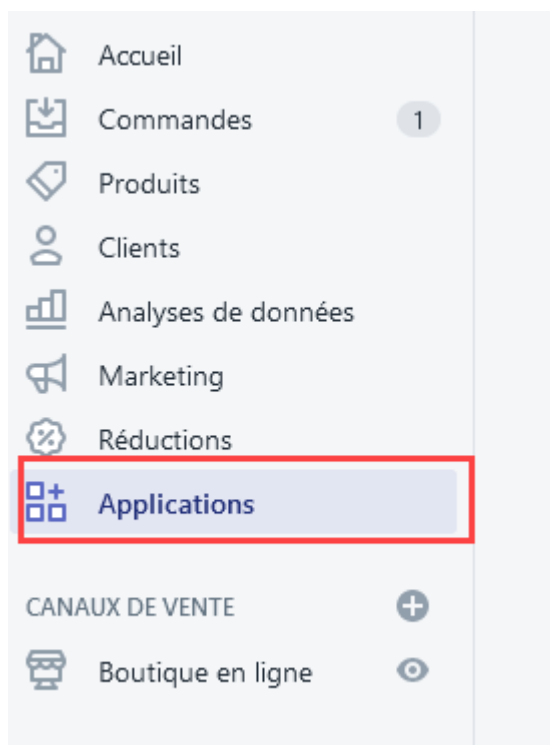 Accueil
Commandes 1
Produits
Clients
Analyses de données
Marketing
Réductions
Applications
CANAUX DE VENTE
Boutique en ligne